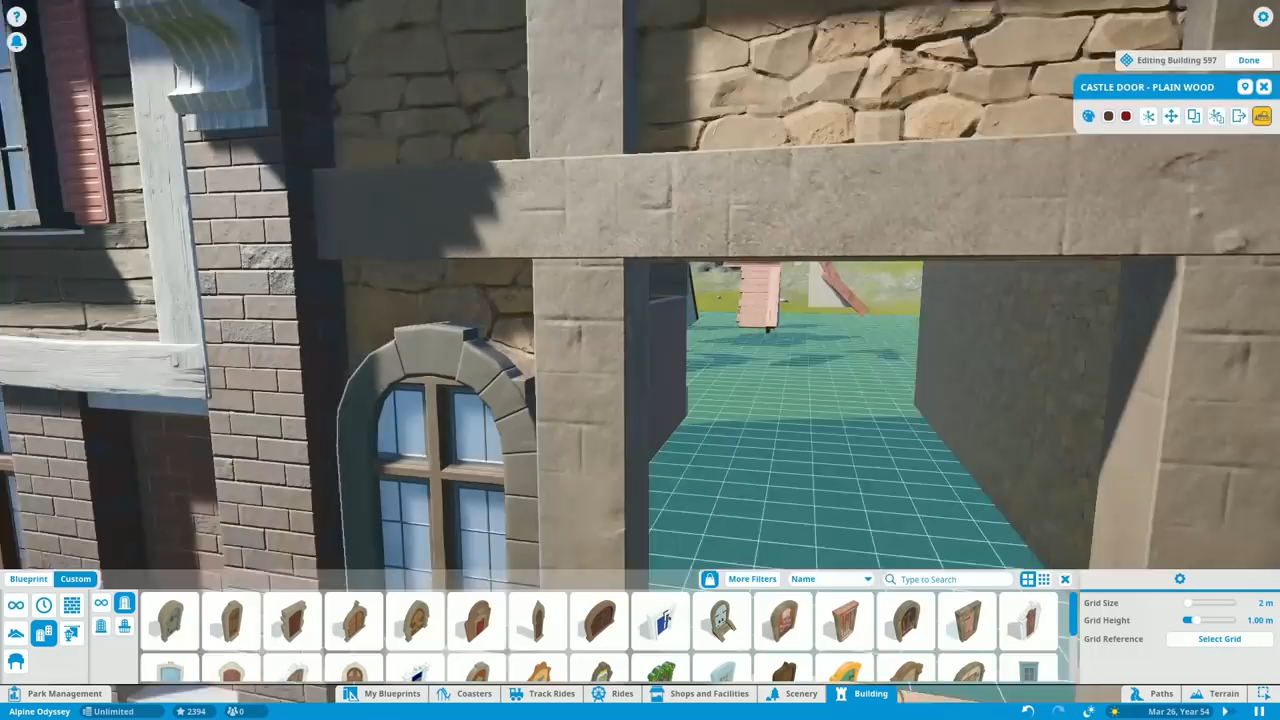 Editing Building 597 Done
CASTLE DOOR - PLAIN WOOD
Blueprint Custom
More Filters Name Type to Search
Grid Size 2 m
Grid Height 1.00 m
Grid Reference Select Grid
Park Management My Blueprints Coasters Track Rides Rides Shops and Facilities Scenery Building Paths Terrain
Alpine Odyssey Unlimited 2394 0 Mar 26, Year 54